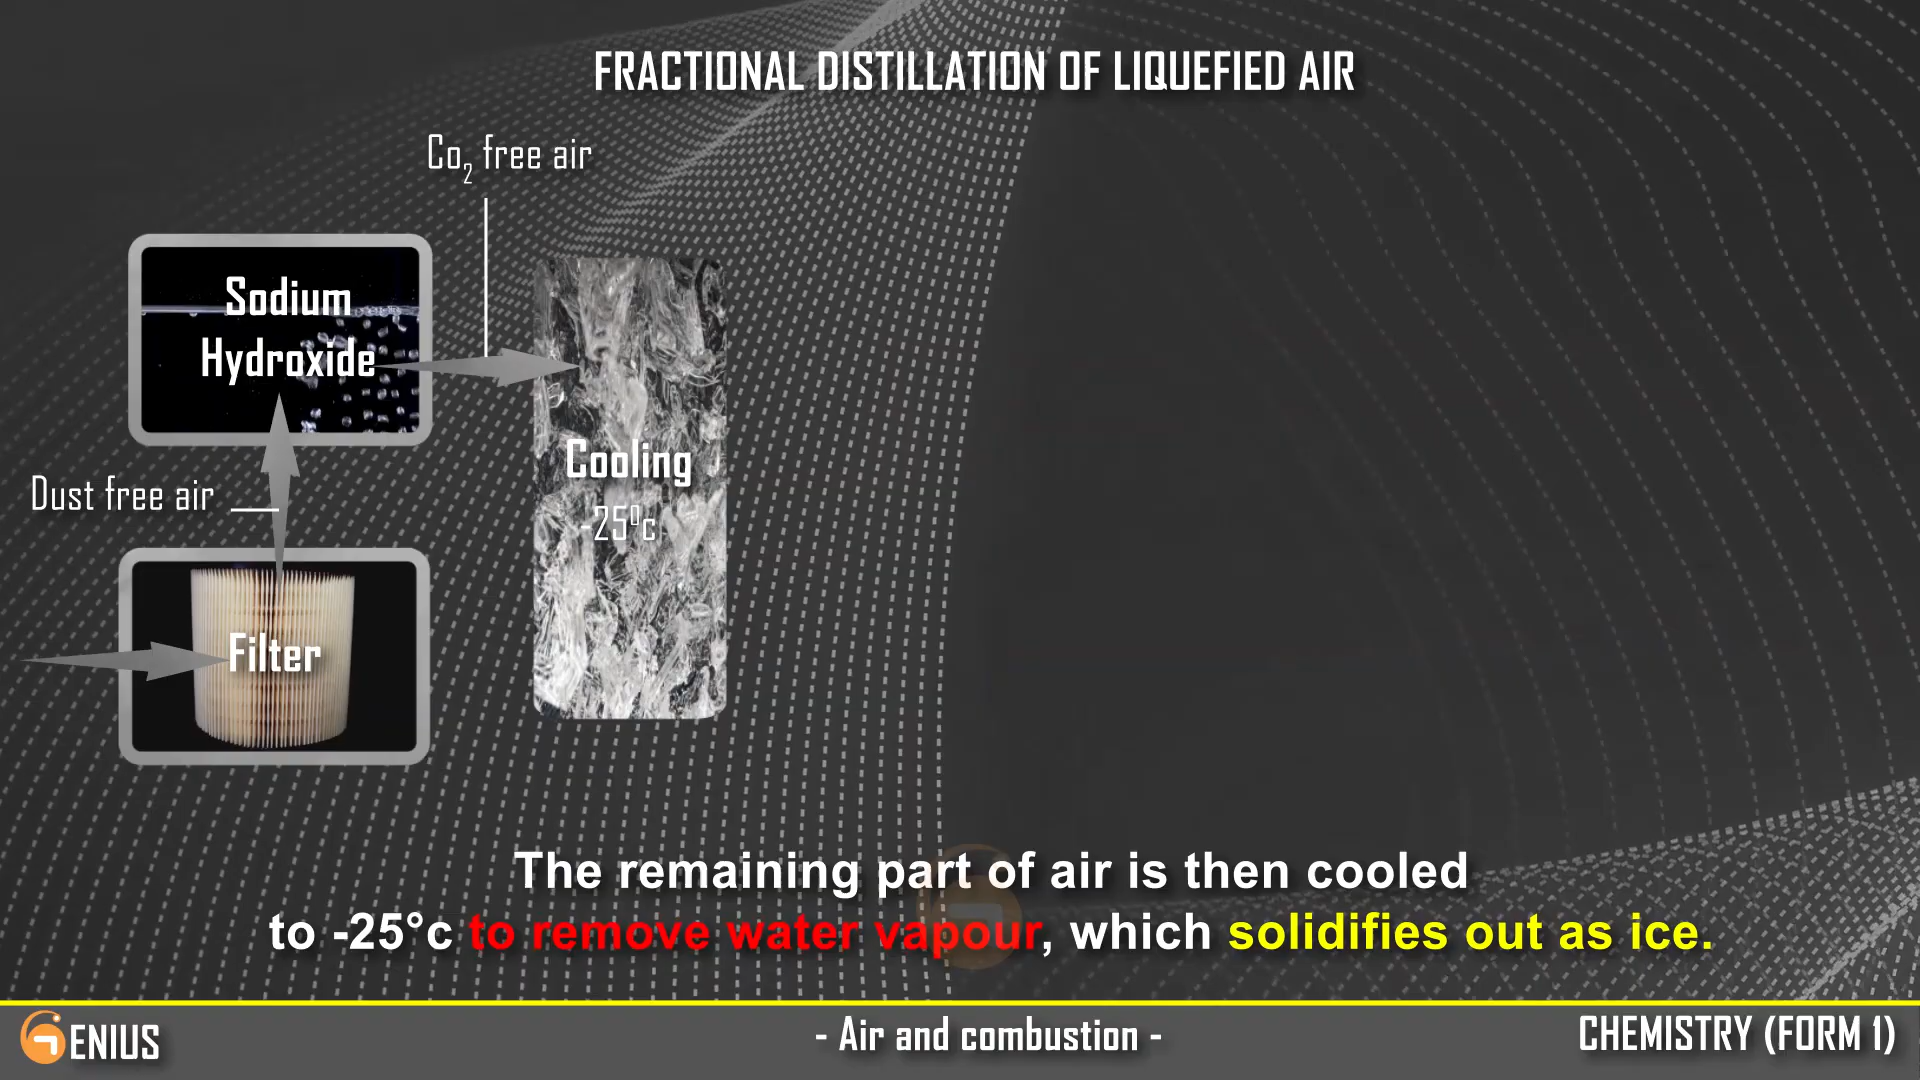 FRACTIONAL DISTILLATION OF LIQUEFIED AIR
Co₂ free air
Sodium
Hydroxide
Cooling
-25⁰c
Dust free air
Filter
The remaining part of air is then cooled
to -25°c to remove water vapour, which solidifies out as ice.
GENIUS
- Air and combustion -
CHEMISTRY (FORM 1)